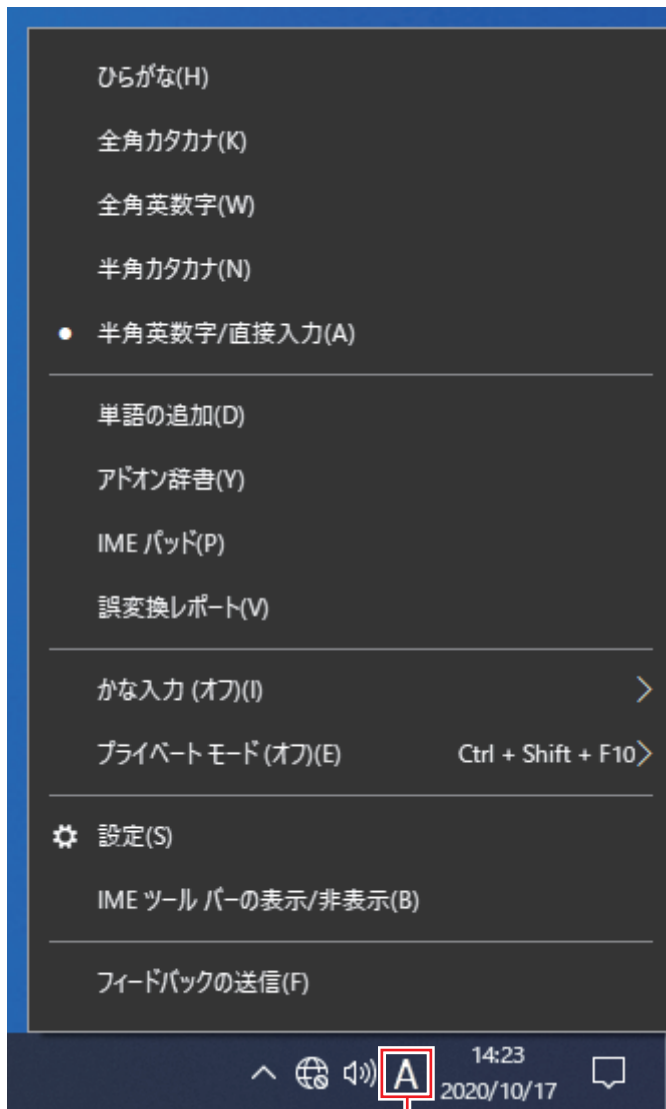 ひらがな(H)
全角カタカナ(K)
全角英数字(W)
半角カタカナ(N)
半角英数字/直接入力(A)
単語の追加(D)
アドオン辞書(Y)
IME パッド(P)
誤変換レポート(V)
かな入力 (オフ)(I)
プライベート モード (オフ)(E) Ctrl + Shift + F10
設定(S)
IME ツール バーの表示/非表示(B)
フィードバックの送信(F)
A 14:23
2020/10/17